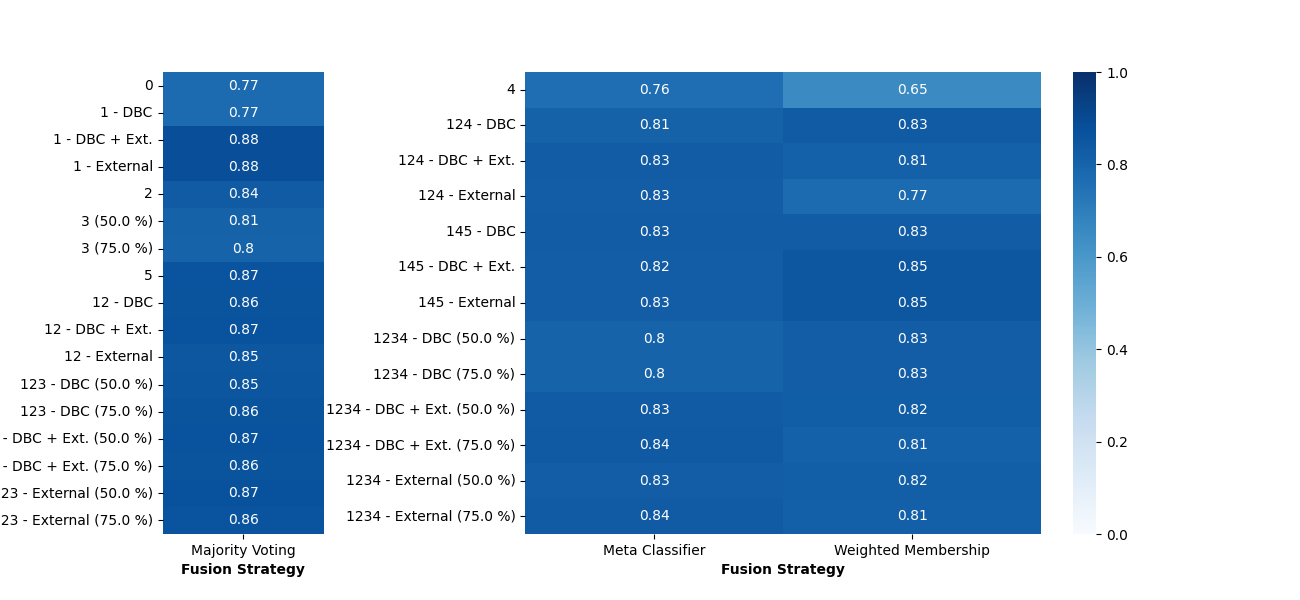 0 0.77
1 - DBC 0.77
1 - DBC + Ext. 0.88
1 - External 0.88
2 0.84
3 (50.0 %) 0.81
3 (75.0 %) 0.8
5 0.87
12 - DBC 0.86
12 - DBC + Ext. 0.87
12 - External 0.85
123 - DBC (50.0 %) 0.85
123 - DBC (75.0 %) 0.86
- DBC + Ext. (50.0 %) 0.87
- DBC + Ext. (75.0 %) 0.86
23 - External (50.0 %) 0.87
23 - External (75.0 %) 0.86
Majority Voting
Fusion Strategy
4 0.76 0.65
124 - DBC 0.81 0.83
124 - DBC + Ext. 0.83 0.81
124 - External 0.83 0.77
145 - DBC 0.83 0.83
145 - DBC + Ext. 0.82 0.85
145 - External 0.83 0.85
1234 - DBC (50.0 %) 0.8 0.83
1234 - DBC (75.0 %) 0.8 0.83
1234 - DBC + Ext. (50.0 %) 0.83 0.82
1234 - DBC + Ext. (75.0 %) 0.84 0.81
1234 - External (50.0 %) 0.83 0.82
1234 - External (75.0 %) 0.84 0.81
Meta Classifier Weighted Membership
Fusion Strategy
1.0
0.8
0.6
0.4
0.2
0.0